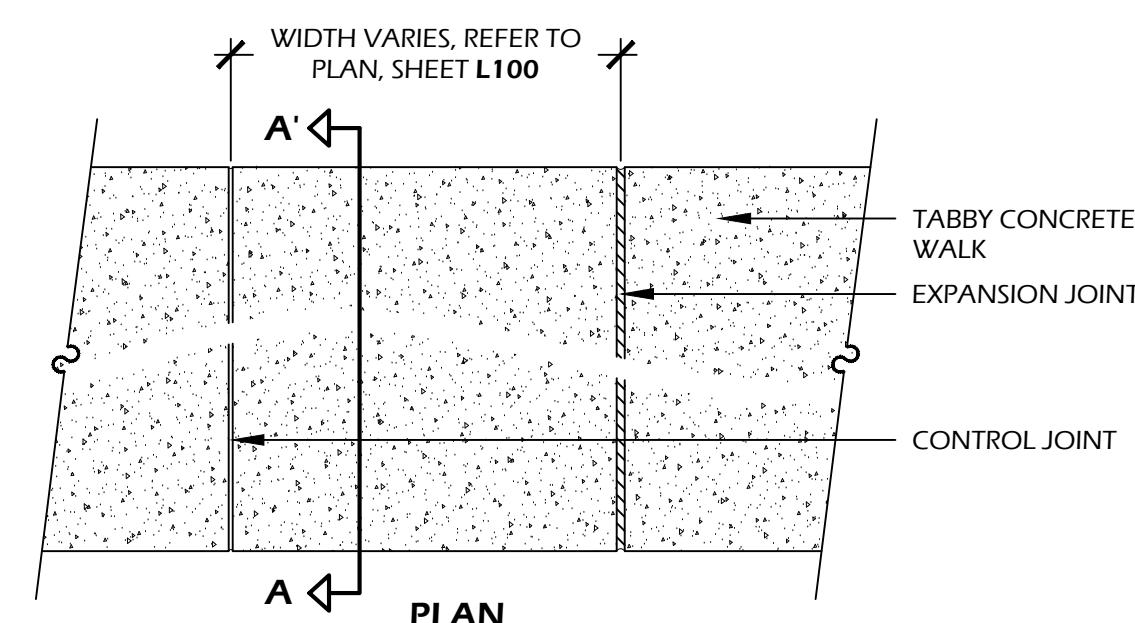 WIDTH VARIES, REFER TO
PLAN, SHEET L100
A'
TABBY CONCRETE
WALK
EXPANSION JOINT
CONTROL JOINT
A
PLAN